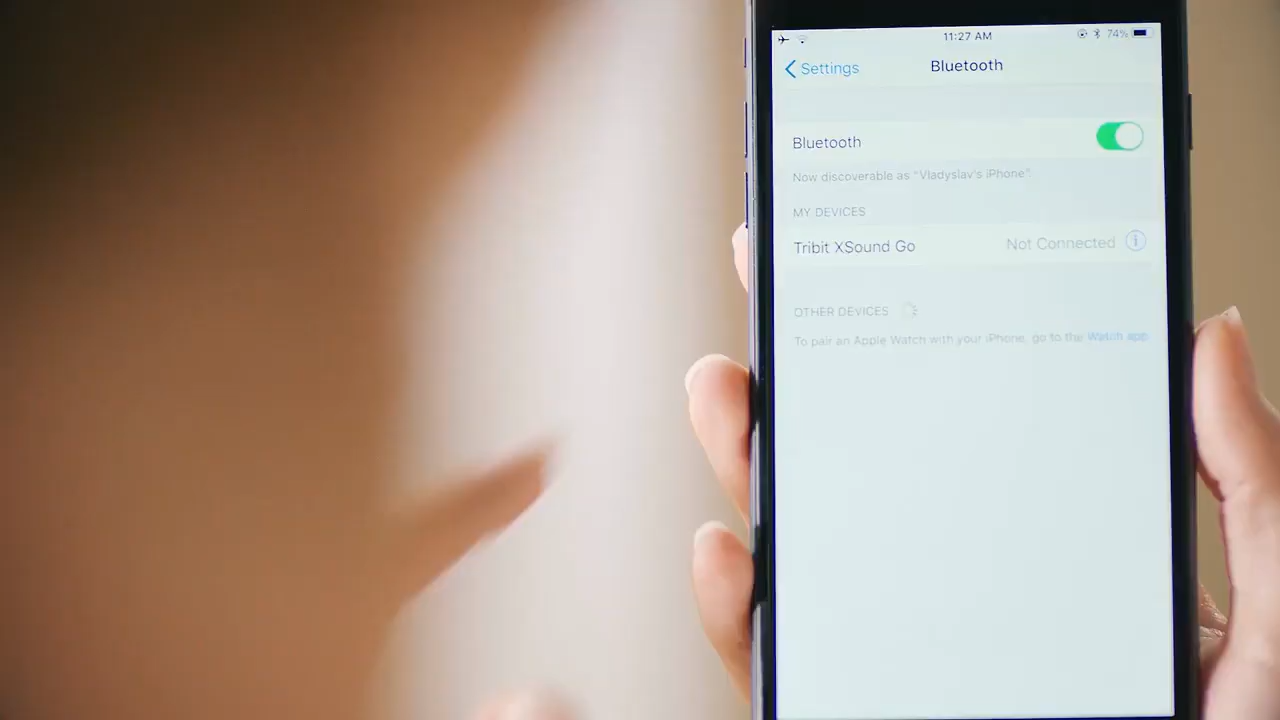 11:27 AM
74%
Settings
Bluetooth
Bluetooth
Now discoverable as "Vladyslav's iPhone".
MY DEVICES
Tribit XSound Go
Not Connected
OTHER DEVICES
To pair an Apple Watch with your iPhone, go to the Watch app